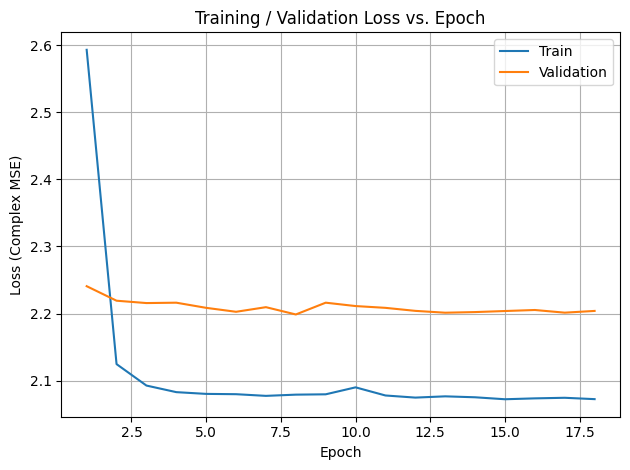 Training / Validation Loss vs. Epoch
Train
Validation
Loss (Complex MSE)
2.6
2.5
2.4
2.3
2.2
2.1
2.5
5.0
7.5
10.0
12.5
15.0
17.5
Epoch